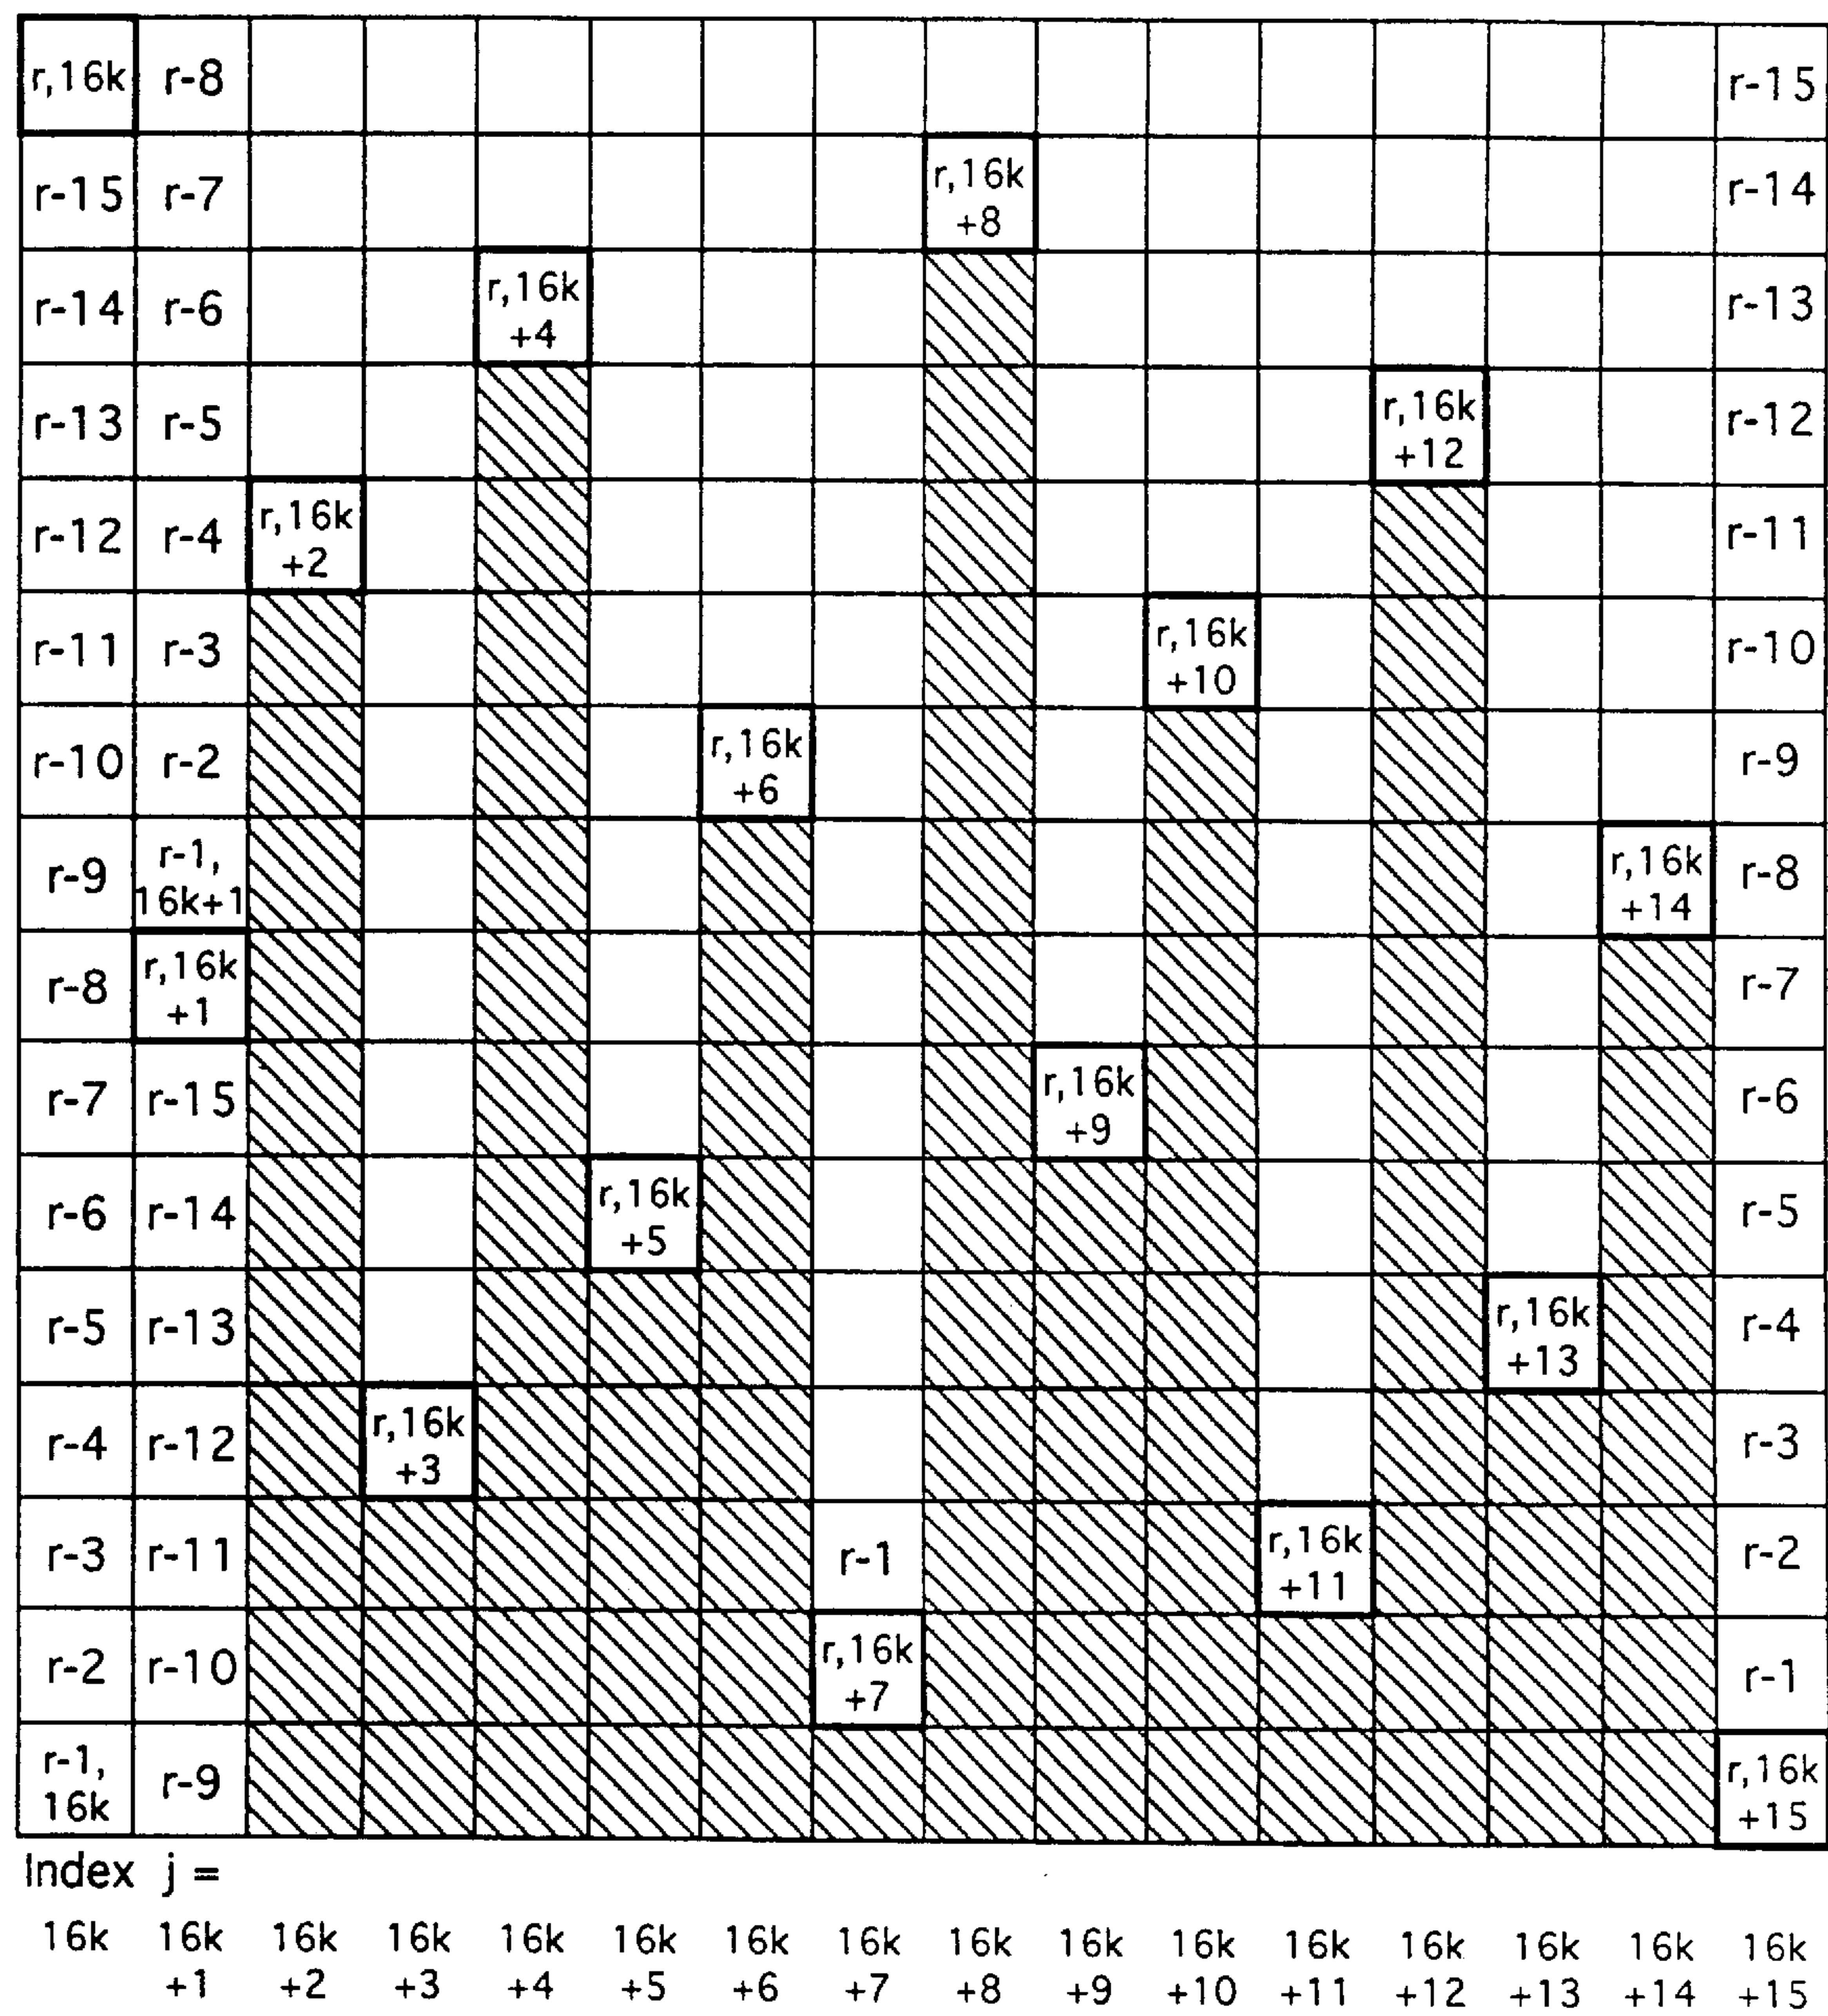 r,16k r-8 r-15
r-15 r-7 r,16k +8 r-14
r-14 r-6 r,16k +4 r-13
r-13 r-5 r,16k +12 r-12
r-12 r-4 r,16k +2 r-11
r-11 r-3 r,16k +10 r-10
r-10 r-2 r,16k +6 r-9
r-9 r-1, 16k+1 r,16k +14 r-8
r-8 r,16k +1 r-7
r-7 r-15 r,16k +9 r-6
r-6 r-14 r,16k +5 r-5
r-5 r-13 r,16k +13 r-4
r-4 r-12 r,16k +3 r-3
r-3 r-11 r-1 r,16k +11 r-2
r-2 r-10 r,16k +7 r-1
r-1, 16k r-9 r,16k +15
Index j =
16k 16k 16k 16k 16k 16k 16k 16k 16k 16k 16k 16k 16k 16k 16k 16k
+1 +2 +3 +4 +5 +6 +7 +8 +9 +10 +11 +12 +13 +14 +15